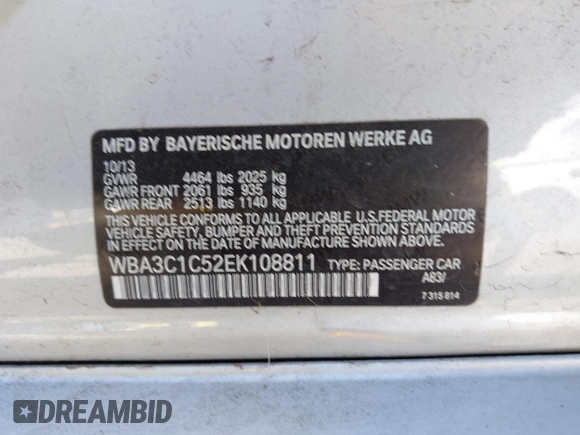 MFD BY BAYERISCHE MOTOREN WERKE AG
10/13
GVWR 4464 lbs 2025 kg
GAWR FRONT 2061 lbs 935 kg
GAWR REAR 2513 lbs 1140 kg
THIS VEHICLE CONFORMS TO ALL APPLICABLE U.S.FEDERAL MOTOR
VEHICLE SAFETY, BUMPER, AND THEFT PREVENTION STANDARDS
IN EFFECT ON THE DATE OF MANUFACTURE SHOWN ABOVE.
WBA3C1C52EK108811 TYPE: PASSENGER CAR
A83/
7 315 814
DREAMBID